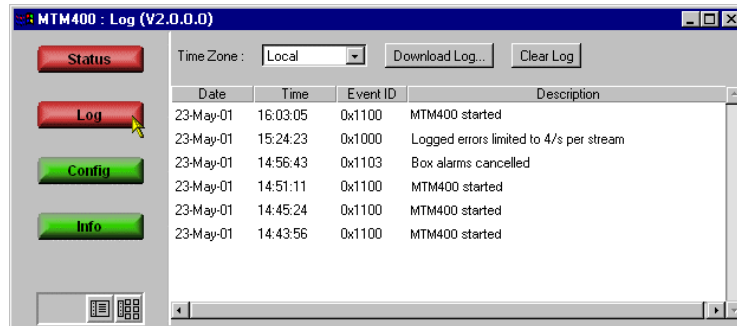 MTM400 : Log (V2.0.0.0)
Status
Log
Config
Info
Time Zone : Local Download Log... Clear Log
Date Time Event ID Description
23-May-01 16:03:05 0x1100 MTM400 started
23-May-01 15:24:23 0x1000 Logged errors limited to 4/s per stream
23-May-01 14:56:43 0x1103 Box alarms cancelled
23-May-01 14:51:11 0x1100 MTM400 started
23-May-01 14:45:24 0x1100 MTM400 started
23-May-01 14:43:56 0x1100 MTM400 started